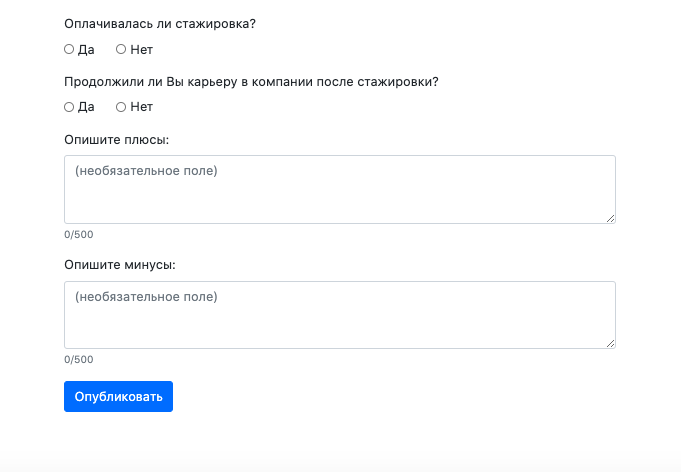 Оплачивалась ли стажировка?
Да Нет
Продолжили ли Вы карьеру в компании после стажировки?
Да Нет
Опишите плюсы:
(необязательное поле)
0/500
Опишите минусы:
(необязательное поле)
0/500
Опубликовать